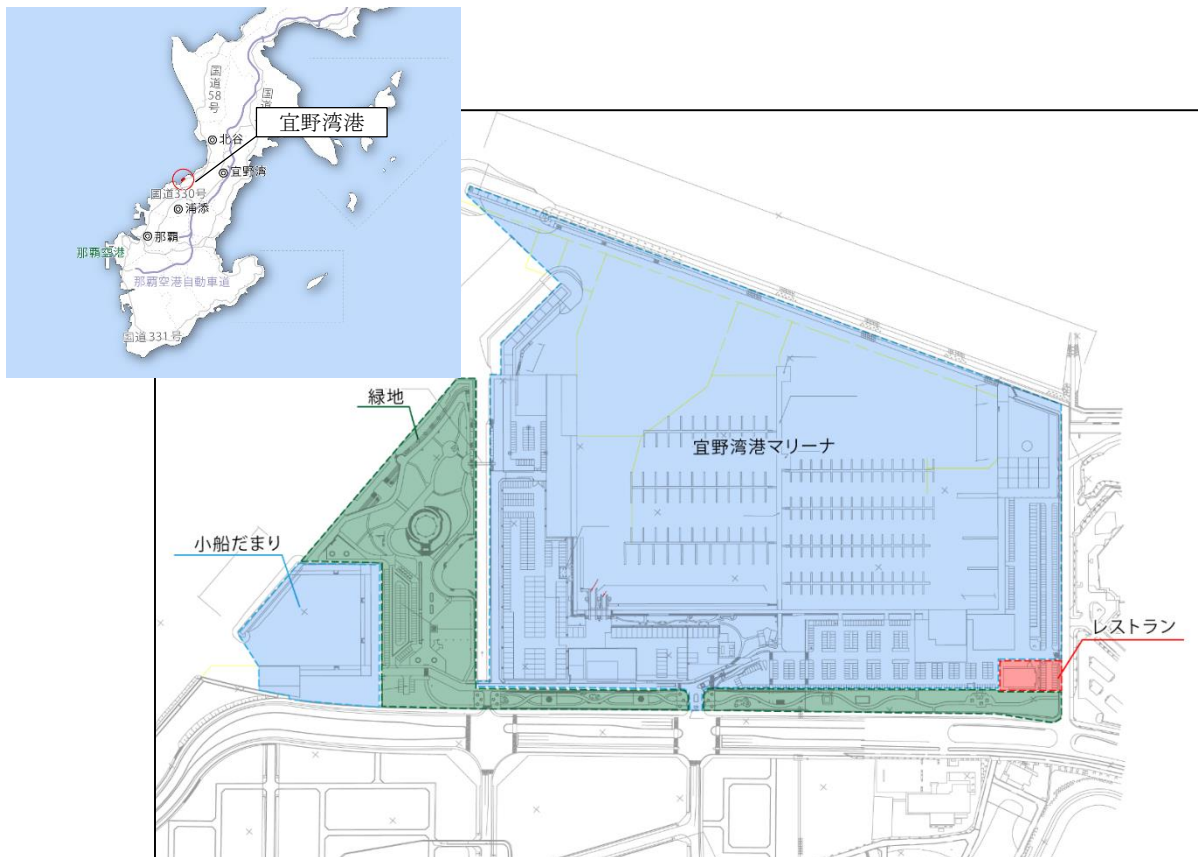 国道
58号
国道
宜野湾港
北谷
宜野湾
国道330号
浦添
那覇
那覇空港
那覇空港自動車道
国道331号
緑地
宜野湾港マリーナ
小船だまり
レストラン